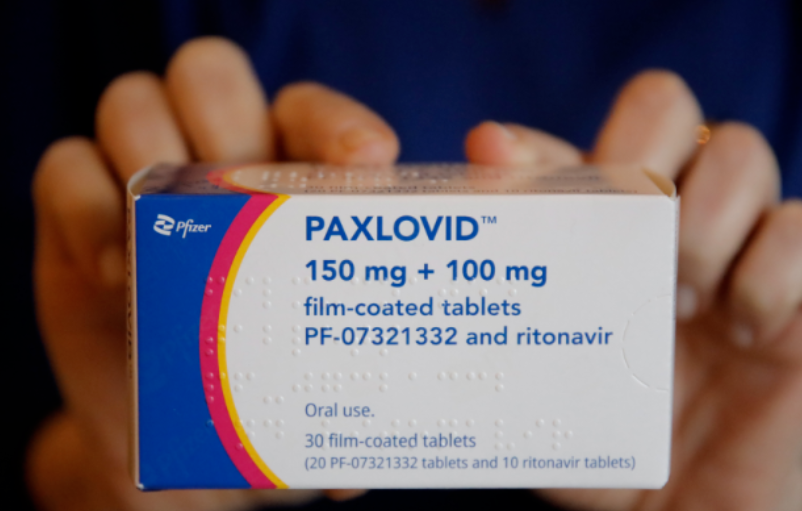 Pfizer
PAXLOVID™
150 mg + 100 mg
film-coated tablets
PF-07321332 and ritonavir
Oral use.
30 film-coated tablets
(20 PF-07321332 tablets and 10 ritonavir tablets)